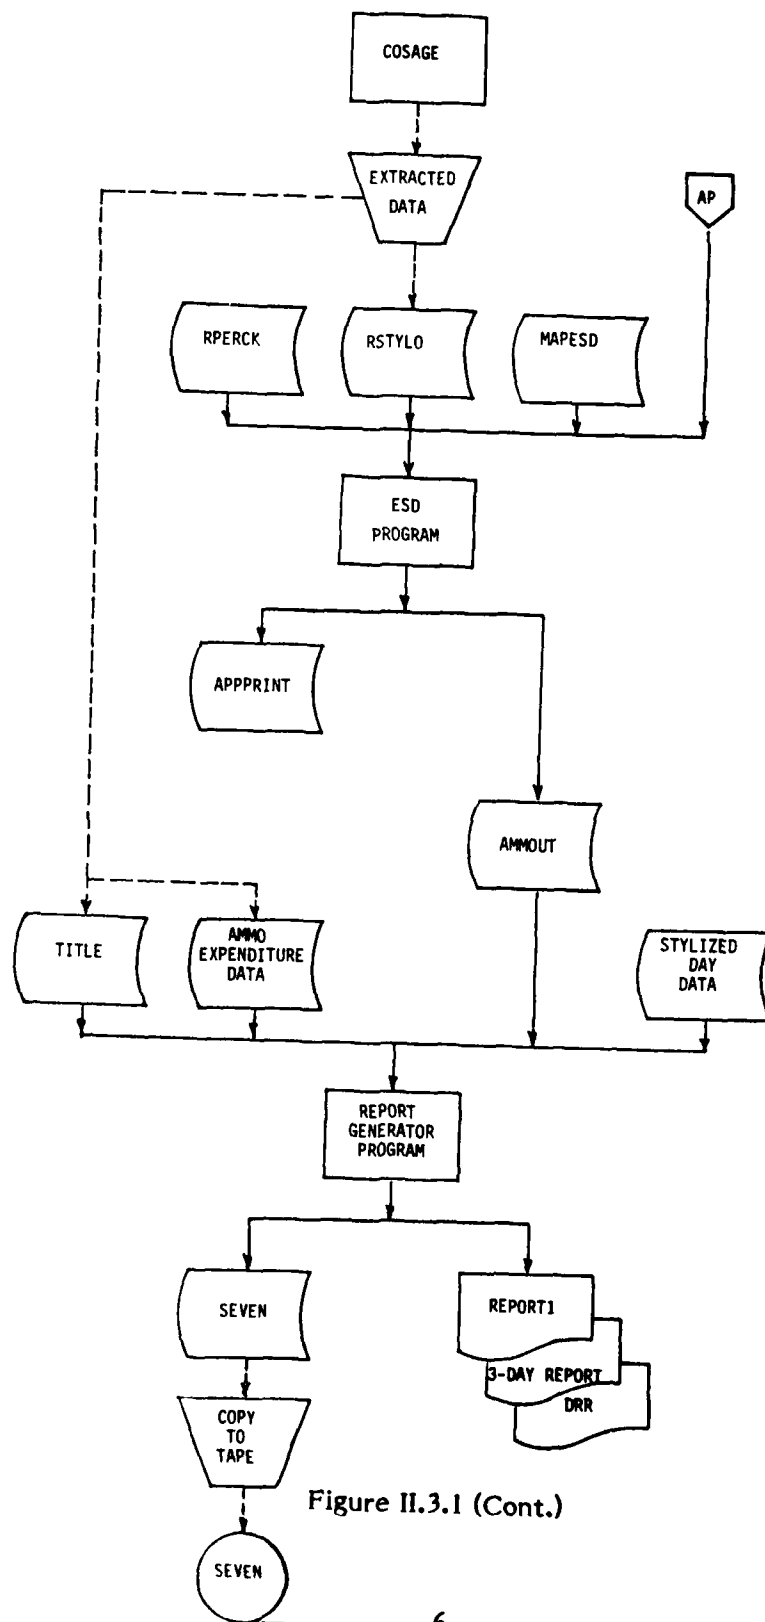 COSAGE
EXTRACTED
DATA
AP
RPERCK
RSTYLO
MAPESD
ESD
PROGRAM
APPPRINT
AMMOUT
TITLE
AMMO
EXPENDITURE
DATA
STYLIZED
DAY
DATA
REPORT
GENERATOR
PROGRAM
SEVEN
REPORT1
3-DAY REPORT
DRR
COPY
TO
TAPE
Figure II.3.1 (Cont.)
SEVEN
6